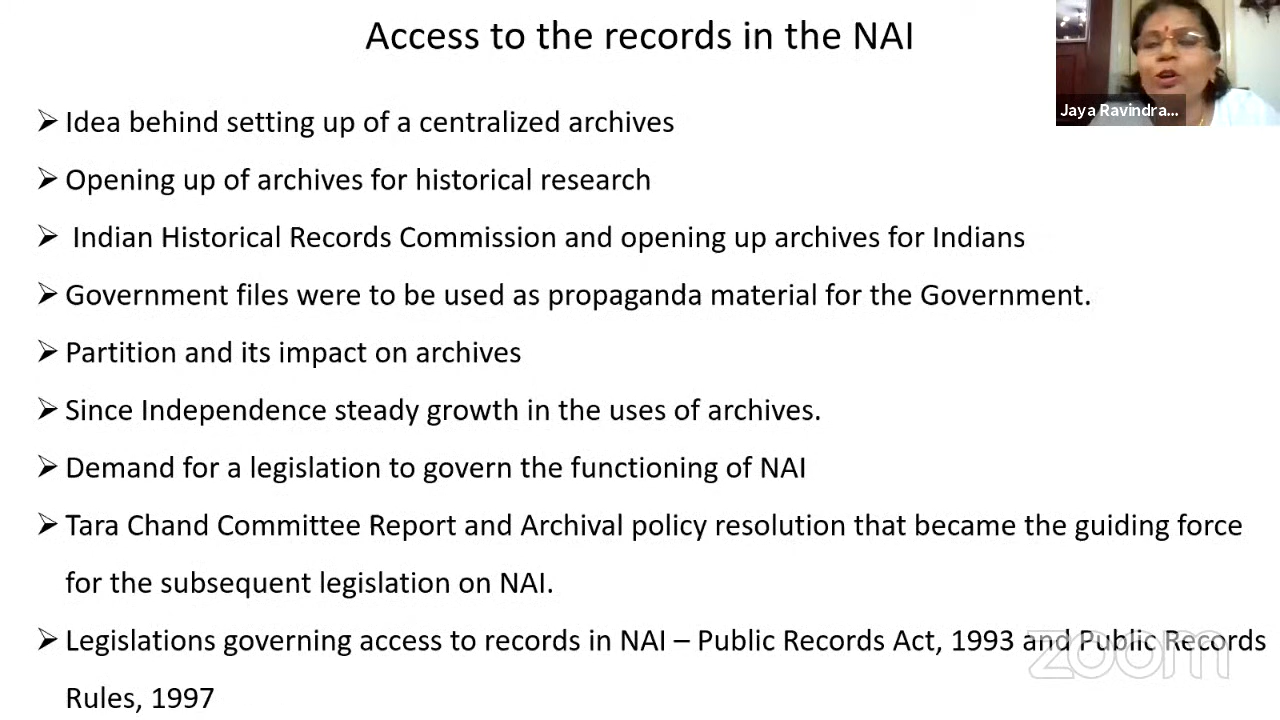 Access to the records in the NAI
Jaya Ravindra...
➢ Idea behind setting up of a centralized archives
➢ Opening up of archives for historical research
➢ Indian Historical Records Commission and opening up archives for Indians
➢ Government files were to be used as propaganda material for the Government.
➢ Partition and its impact on archives
➢ Since Independence steady growth in the uses of archives.
➢ Demand for a legislation to govern the functioning of NAI
➢ Tara Chand Committee Report and Archival policy resolution that became the guiding force
for the subsequent legislation on NAI.
➢ Legislations governing access to records in NAI – Public Records Act, 1993 and Public Records
Rules, 1997
zoom